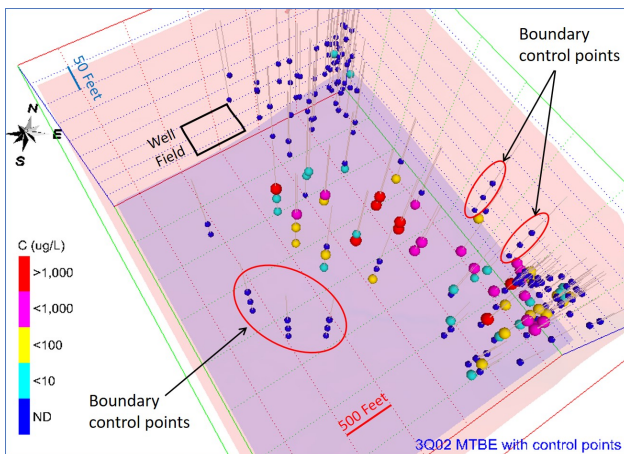 Boundary
control points
50 Feet
N
E
S
Well
Field
C (ug/L)
>1,000
<1,000
<100
<10
ND
Boundary
control points
500 Feet
3Q02 MTBE with control points